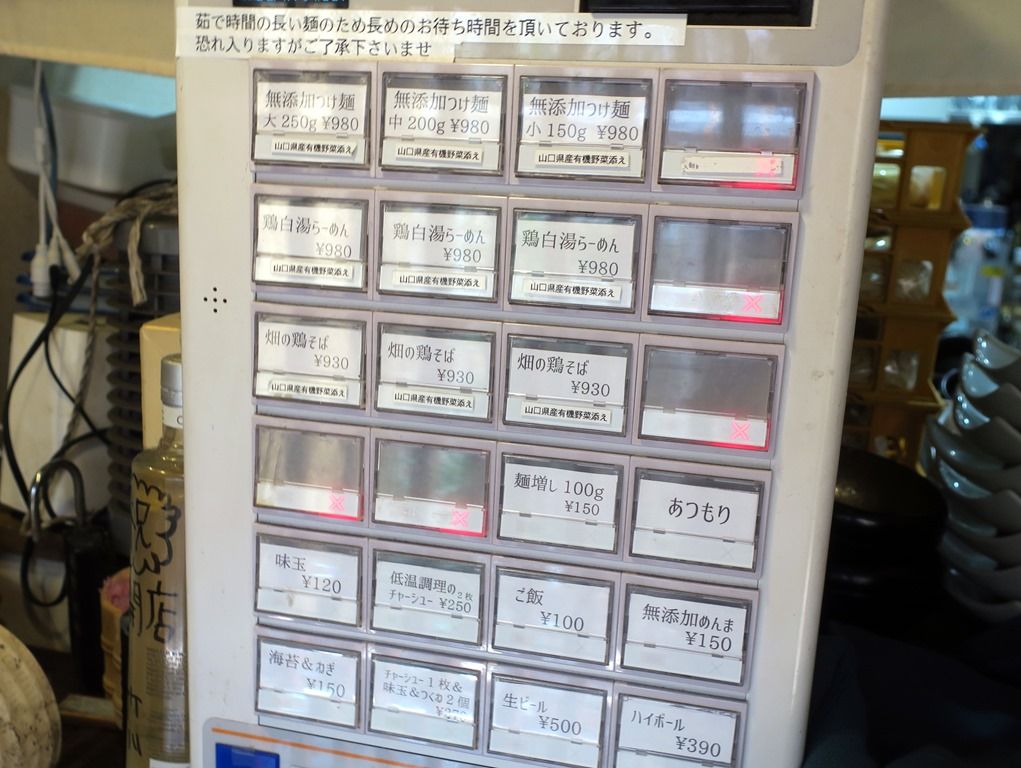 茹で時間の長い麺のため長めのお待ち時間を頂いております。
恐れ入りますがご了承下さいませ
無添加つけ麺
大 250g ¥980
山口県産有機野菜添え
無添加つけ麺
中 200g ¥980
山口県産有機野菜添え
無添加つけ麺
小 150g ¥980
山口県産有機野菜添え
鶏白湯らーめん
¥980
山口県産有機野菜添え
鶏白湯らーめん
¥980
山口県産有機野菜添え
鶏白湯らーめん
¥980
山口県産有機野菜添え
畑の鶏そば
¥930
山口県産有機野菜添え
畑の鶏そば
¥930
山口県産有機野菜添え
畑の鶏そば
¥930
山口県産有機野菜添え
麺増し 100g
¥150
あつもり
味玉
¥120
低温調理の2枚
チャーシュー ¥250
ご飯
¥100
無添加めんま
¥150
海苔&ねぎ
¥150
チャーシュー1枚&
味玉&つくね2個
生ビール
¥500
ハイボール
¥390
開店